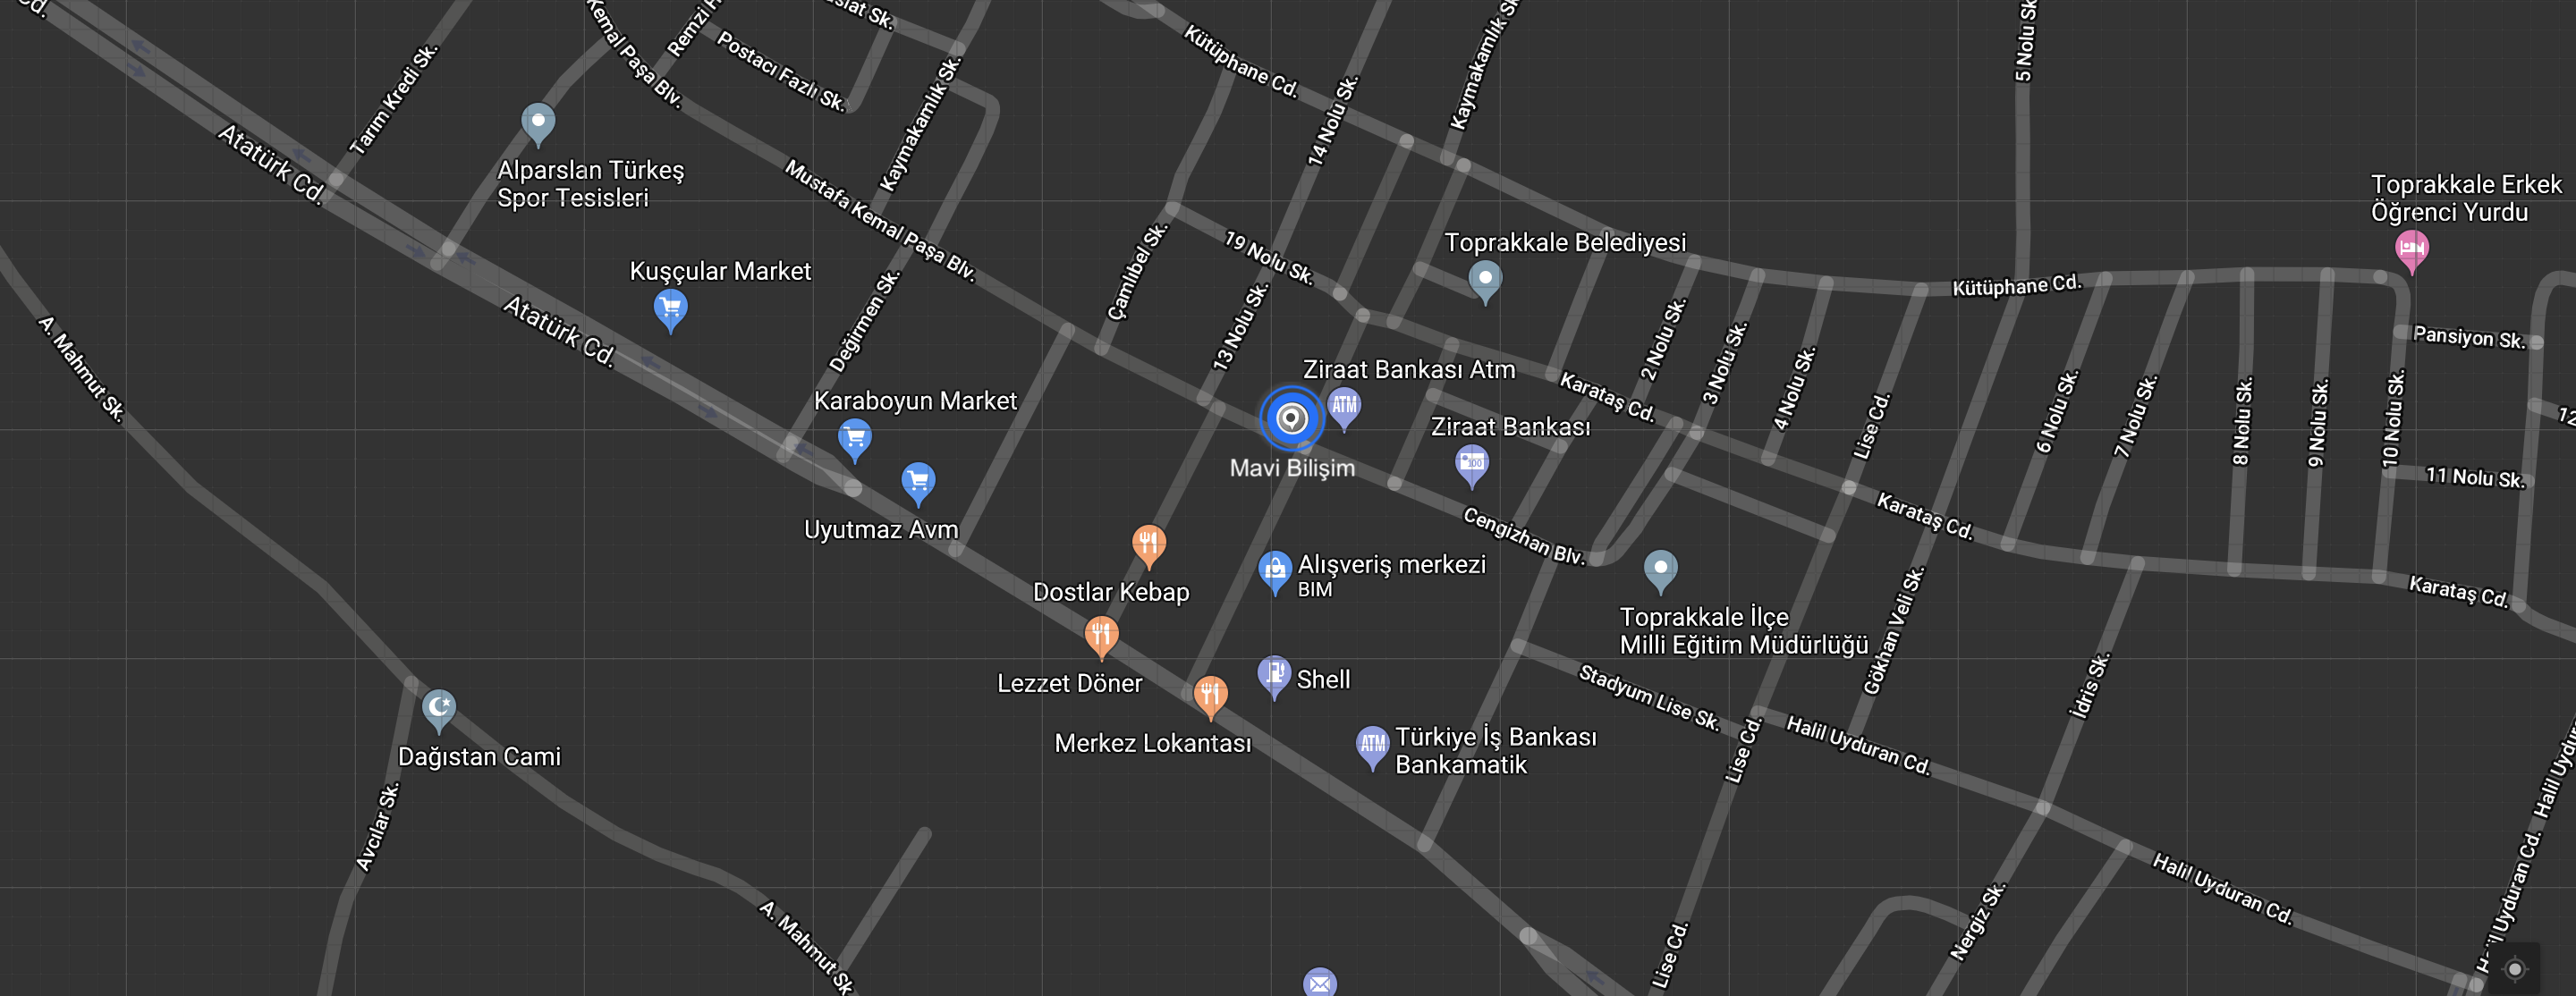 Cd.
Tarım Kredi Sk.
Kemal Paşa Blv.
Postacı Fazlı Sk.
Sk.
Kaymakamlık Sk.
Kütüphane Cd.
14 Nolu Sk.
Kaymakamlık Sk.
5 Nolu Sk.
Atatürk Cd.
Alparslan Türkeş
Spor Tesisleri
Mustafa Kemal Paşa Blv.
Toprakkale Erkek
Öğrenci Yurdu
Çamlıbel Sk.
19 Nolu Sk.
Toprakkale Belediyesi
Kuşçular Market
Kütüphane Cd.
Atatürk Cd.
Değirmen Sk.
13 Nolu Sk.
2 Nolu Sk.
3 Nolu Sk.
Pansiyon Sk.
A. Mahmut Sk.
Ziraat Bankası Atm
ATM
Karataş Cd.
4 Nolu Sk.
Lise Cd.
6 Nolu Sk.
7 Nolu Sk.
8 Nolu Sk.
9 Nolu Sk.
10 Nolu Sk.
12
Karaboyun Market
Ziraat Bankası
100
Mavi Bilişim
11 Nolu Sk.
Uyutmaz Avm
Cengizhan Blv.
Karataş Cd.
Dostlar Kebap
Alışveriş merkezi
BIM
Toprakkale İlçe
Milli Eğitim Müdürlüğü
Gökhan Veli Sk.
Karataş Cd.
Lezzet Döner
Shell
Stadyum Lise Sk.
İdris Sk.
Merkez Lokantası
ATM
Türkiye İş Bankası
Bankamatik
Lise Cd.
Halil Uyduran Cd.
Dağıstan Cami
Avcılar Sk.
Halil Uyduran Cd.
A. Mahmut Sk.
Lise Cd.
Nergiz Sk.